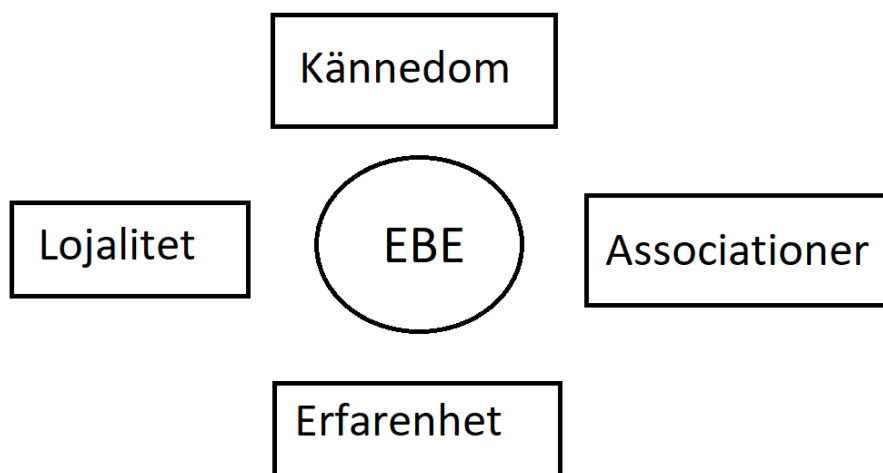 Kännedom
Lojalitet
EBE
Associationer
Erfarenhet